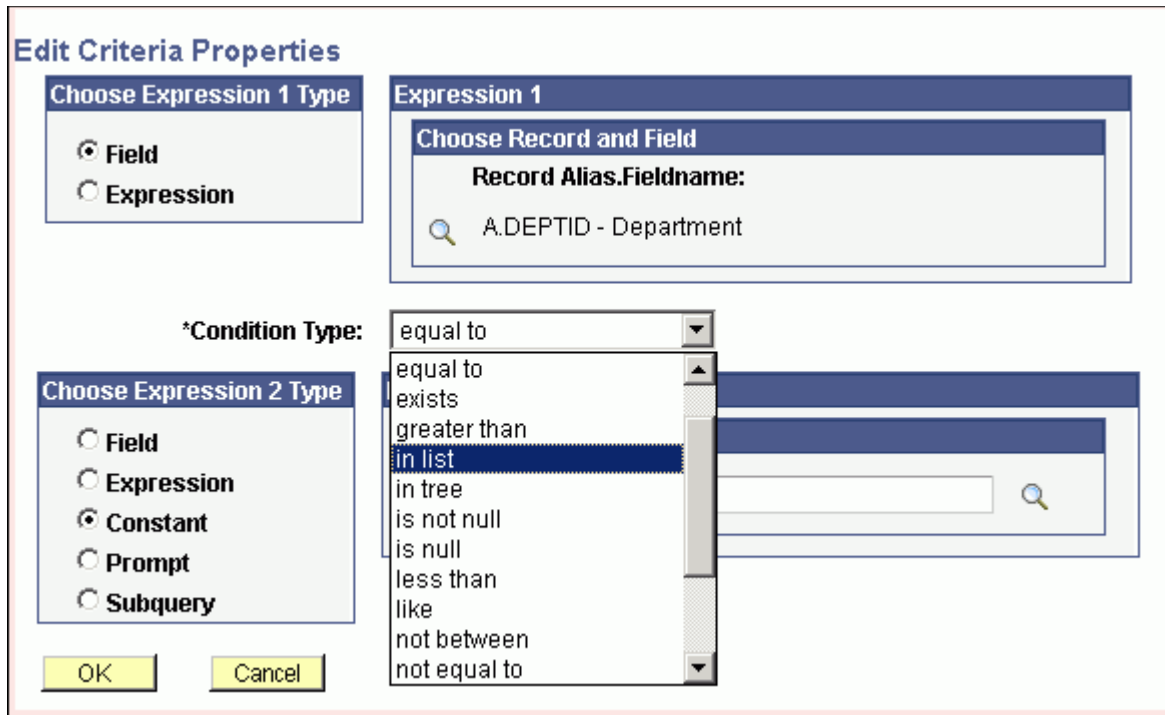 Edit Criteria Properties
Choose Expression 1 Type
Field
Expression
Expression 1
Choose Record and Field
Record Alias.Fieldname:
A.DEPTID - Department
*Condition Type:
equal to
equal to
exists
greater than
in list
in tree
is not null
is null
less than
like
not between
not equal to
Choose Expression 2 Type
Field
Expression
Constant
Prompt
Subquery
OK
Cancel